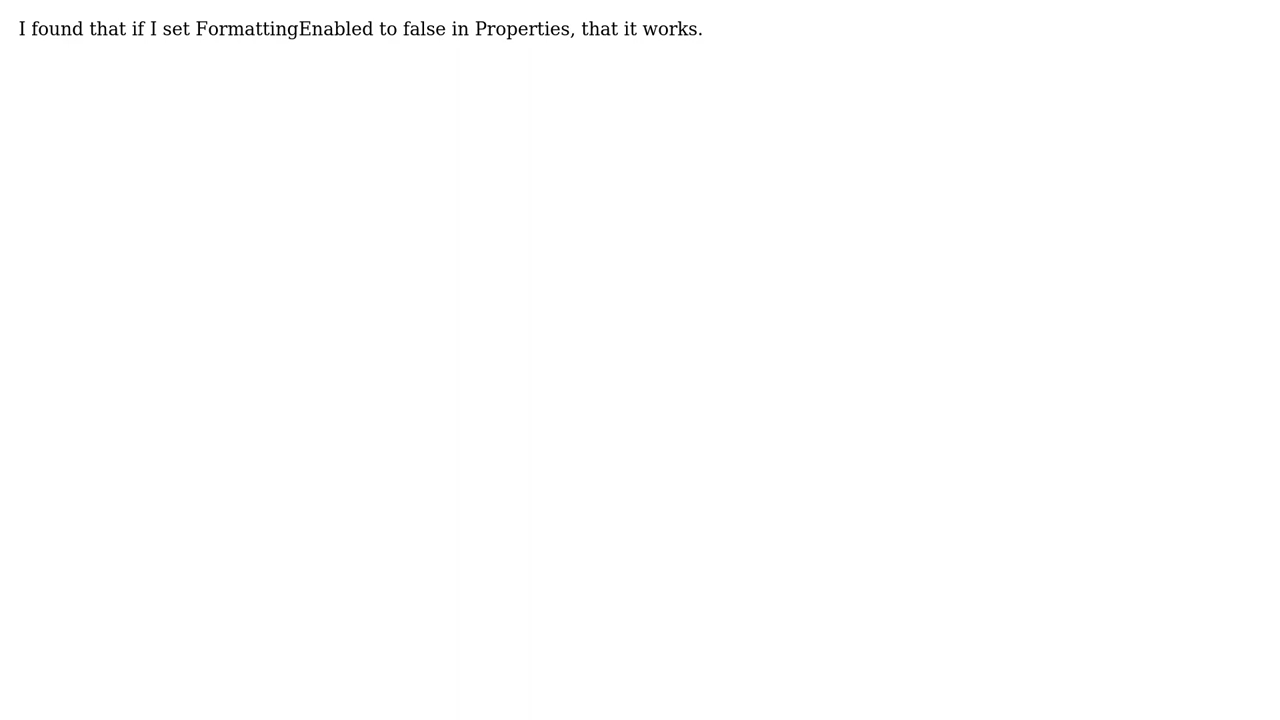 I found that if I set FormattingEnabled to false in Properties, that it works.